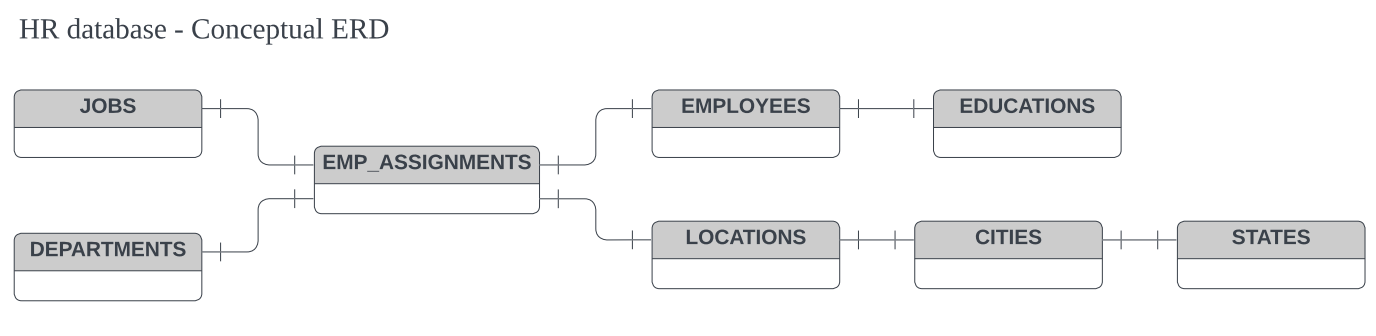 HR database - Conceptual ERD
JOBS
EMPLOYEES
EDUCATIONS
EMP_ASSIGNMENTS
DEPARTMENTS
LOCATIONS
CITIES
STATES